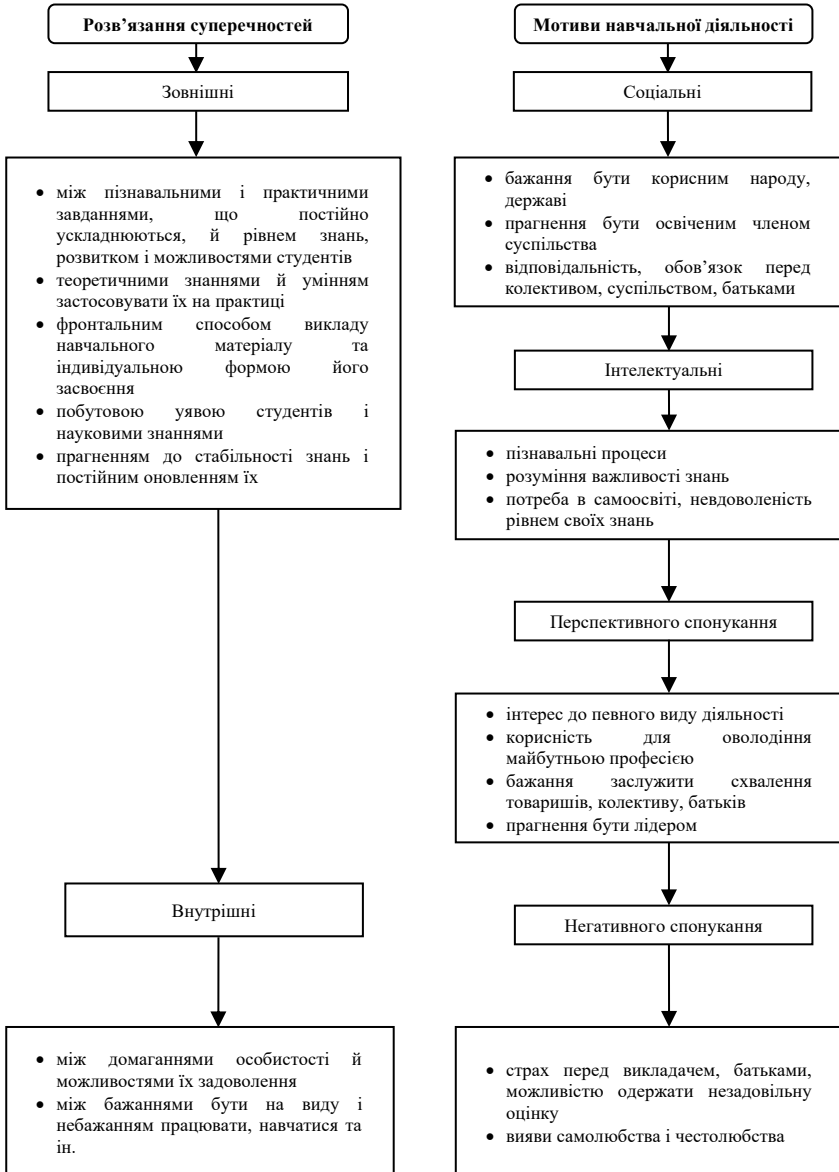 Розв’язання суперечностей
Зовнішні
• між пізнавальними і практичними
завданнями, що постійно
ускладнюються, й рівнем знань,
розвитком і можливостями студентів
• теоретичними знаннями й умінням
застосовувати їх на практиці
• фронтальним способом викладу
навчального матеріалу та
індивідуальною формою його
засвоєння
• побутовою уявою студентів і
науковими знаннями
• прагненням до стабільності знань і
постійним оновленням їх
Внутрішні
• між домаганнями особистості й
можливостями їх задоволення
• між бажаннями бути на виду і
небажанням працювати, навчатися та
ін.
Мотиви навчальної діяльності
Соціальні
• бажання бути корисним народу,
державі
• прагнення бути освіченим членом
суспільства
• відповідальність, обов’язок перед
колективом, суспільством, батьками
Інтелектуальні
• пізнавальні процеси
• розуміння важливості знань
• потреба в самоосвіті, невдоволеність
рівнем своїх знань
Перспективного спонукання
• інтерес до певного виду діяльності
• корисність для оволодіння
майбутньою професією
• бажання заслужити схвалення
товаришів, колективу, батьків
• прагнення бути лідером
Негативного спонукання
• страх перед викладачем, батьками,
можливістю одержати незадовільну
оцінку
• вияви самолюбства і честолюбства